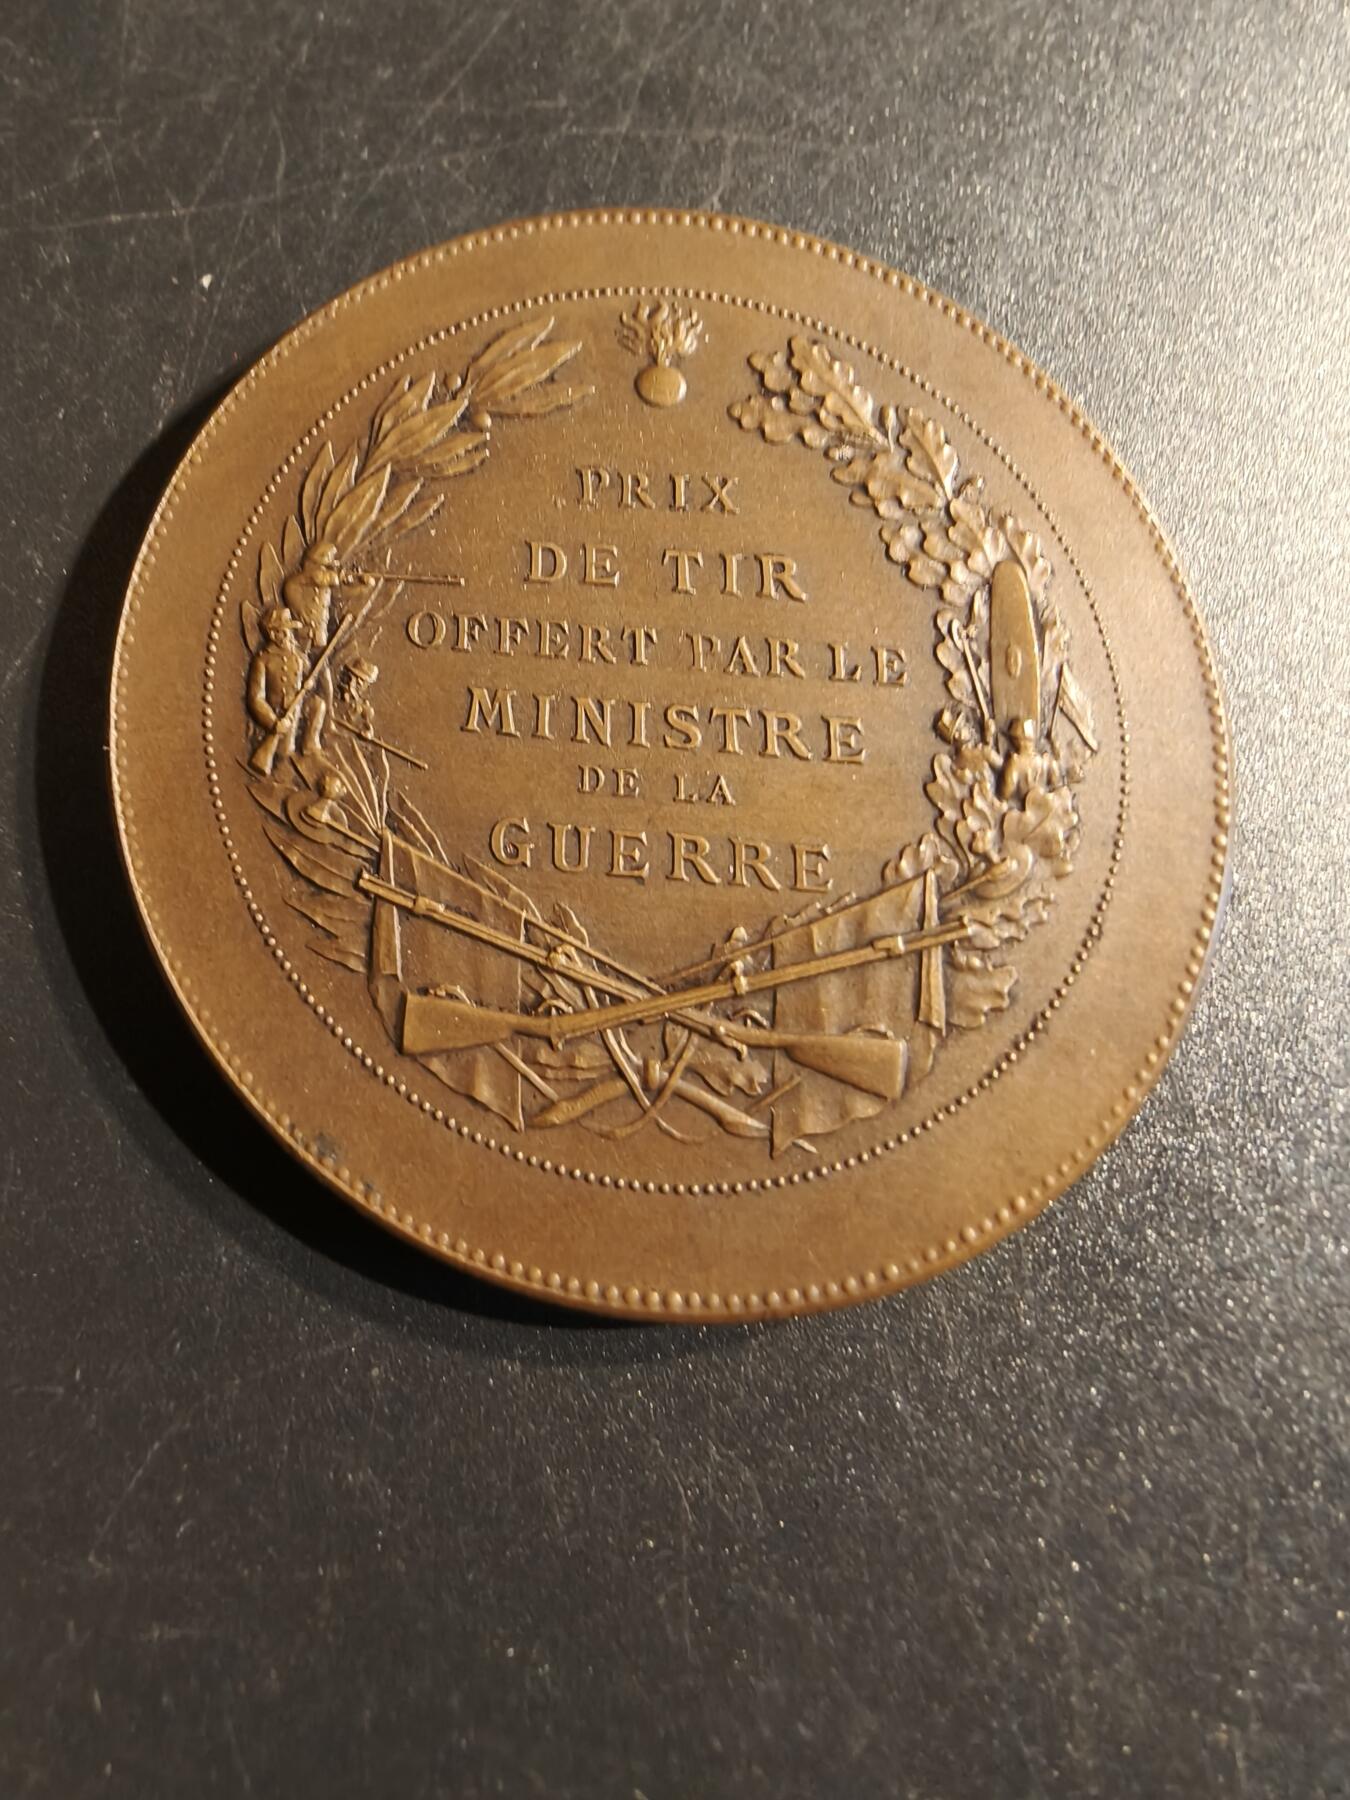 PRIX
DE TIR
OFFERT PAR LE
MINISTRE
DE LA
GUERRE